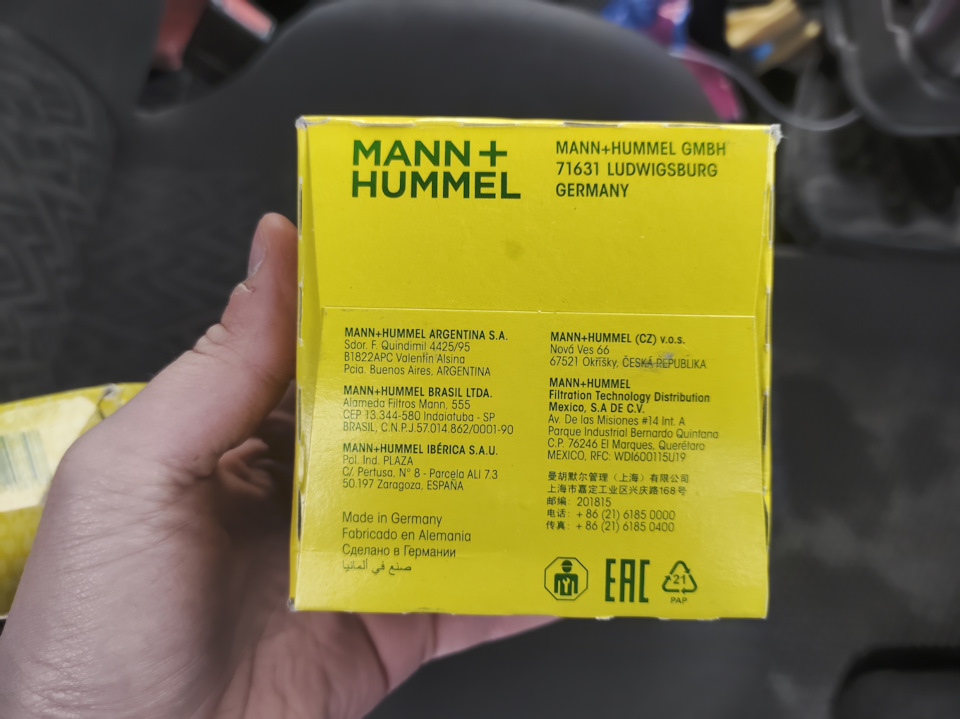 MANN+
HUMMEL
MANN+HUMMEL GMBH
71631 LUDWIGSBURG
GERMANY
MANN+HUMMEL ARGENTINA S.A.
Sdor. F. Quindimil 4425/95
B1822APC Valentín Alsina
Pcia. Buenos Aires, ARGENTINA
MANN+HUMMEL BRASIL LTDA.
Alameda Filtros Mann, 555
CEP 13.344-580 Indaiatuba - SP
BRASIL, C.N.P.J.57.014.862/0001-90
MANN+HUMMEL IBÉRICA S.A.U.
Pol. Ind. PLAZA
C/ Pertusa, Nº 8 - Parcela ALI 7.3
50.197 Zaragoza, ESPAÑA
Made in Germany
Fabricado en Alemania
Сделано в Германии
صنع في ألمانيا
MANN+HUMMEL (CZ) v.o.s.
Nová Ves 66
67521 Okříšky, ČESKÁ REPUBLIKA
MANN+HUMMEL
Filtration Technology Distribution
Mexico, S.A DE C.V.
Av. De las Misiones #14 Int. A
Parque Industrial Bernardo Quintana
C.P. 76246 El Marques, Querétaro
MEXICO, RFC: WDI600115U19
曼胡默尔管理（上海）有限公司
上海市嘉定工业区兴庆路168号
邮编：201815
电话：+ 86 (21) 6185 0000
传真：+ 86 (21) 6185 0400
EAC
21
PAP